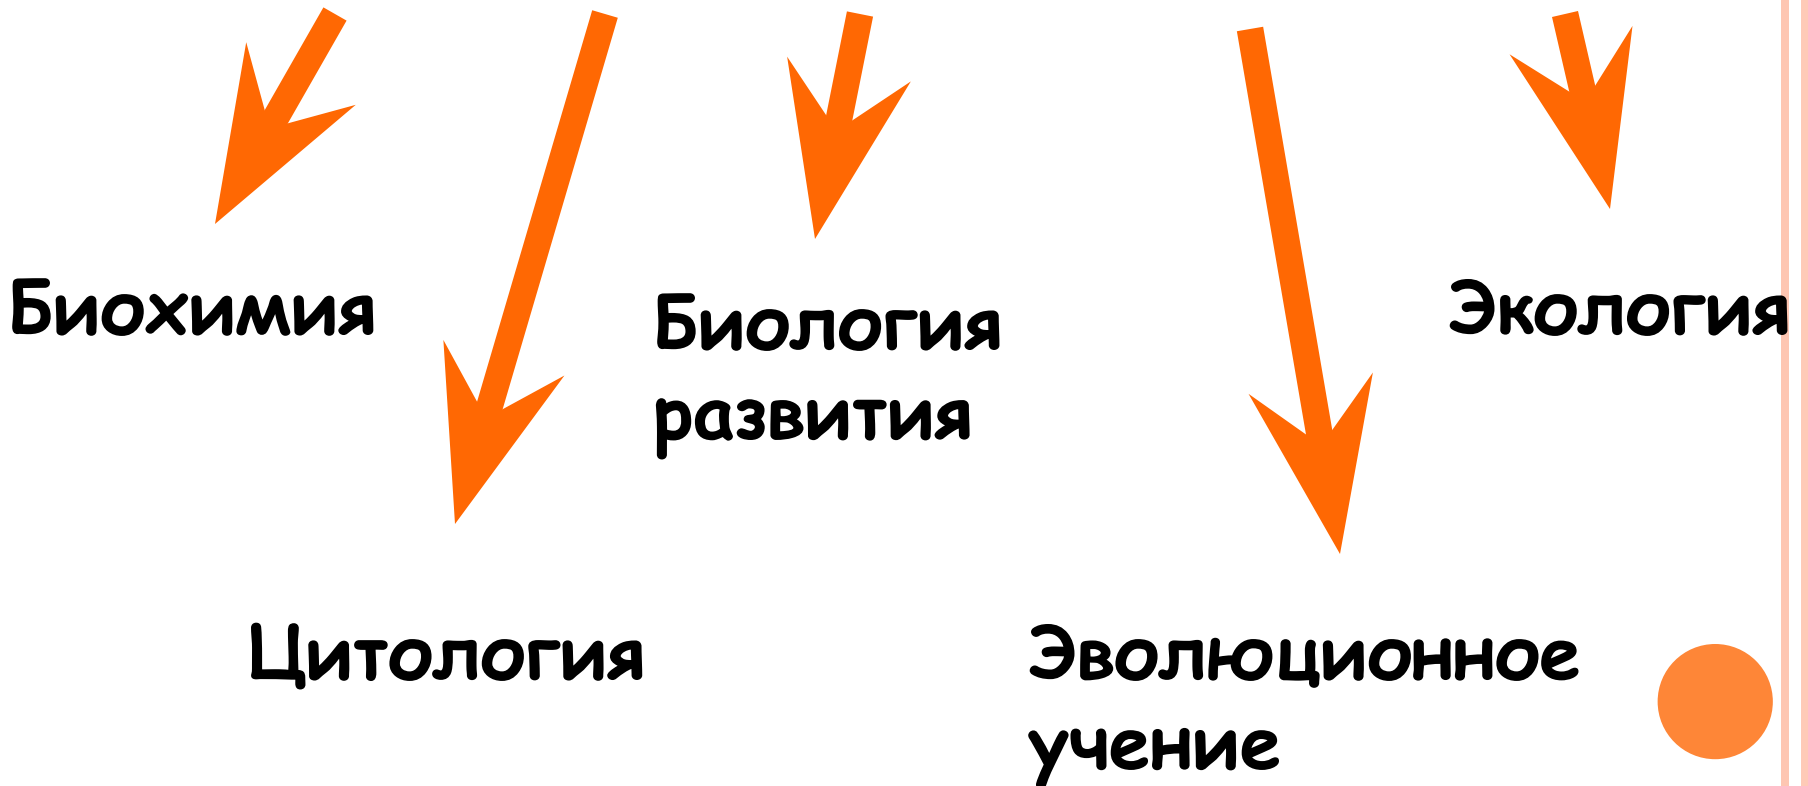 Биохимия
Биология
развития
Экология
Цитология
Эволюционное
учение